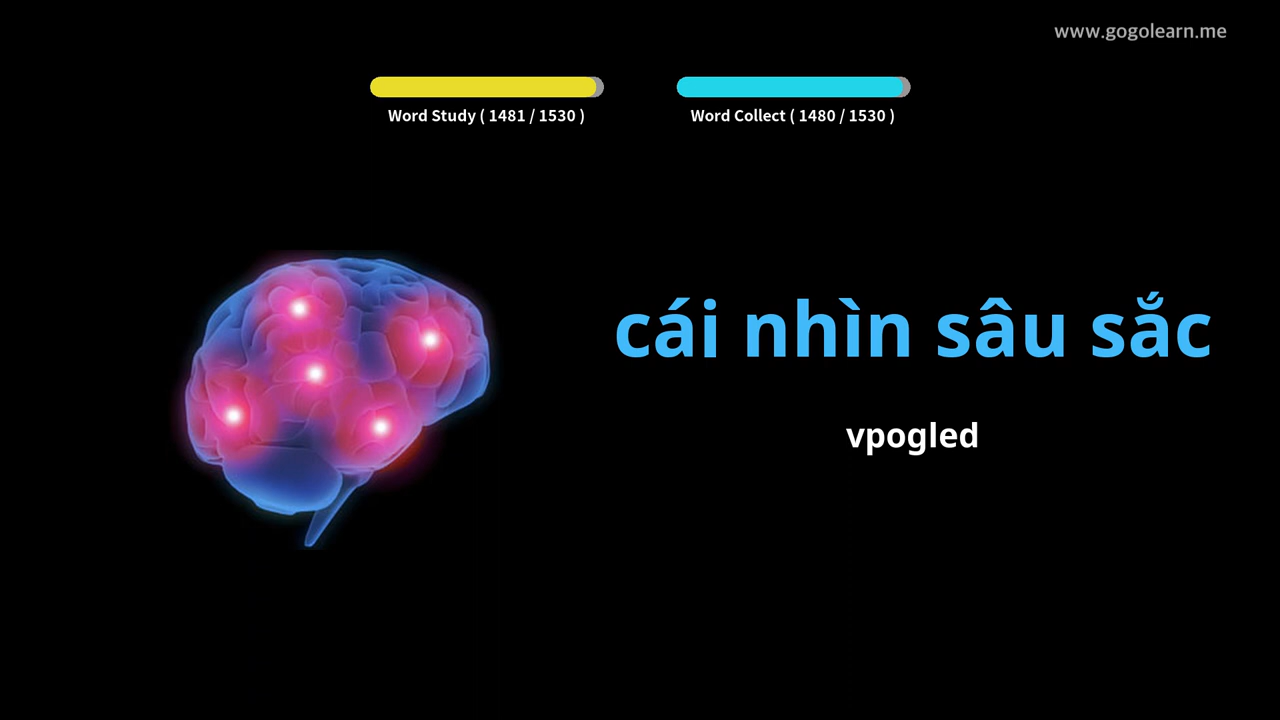 www.gogolearn.me
Word Study ( 1481 / 1530 )
Word Collect ( 1480 / 1530 )
cái nhìn sâu sắc
vpogled